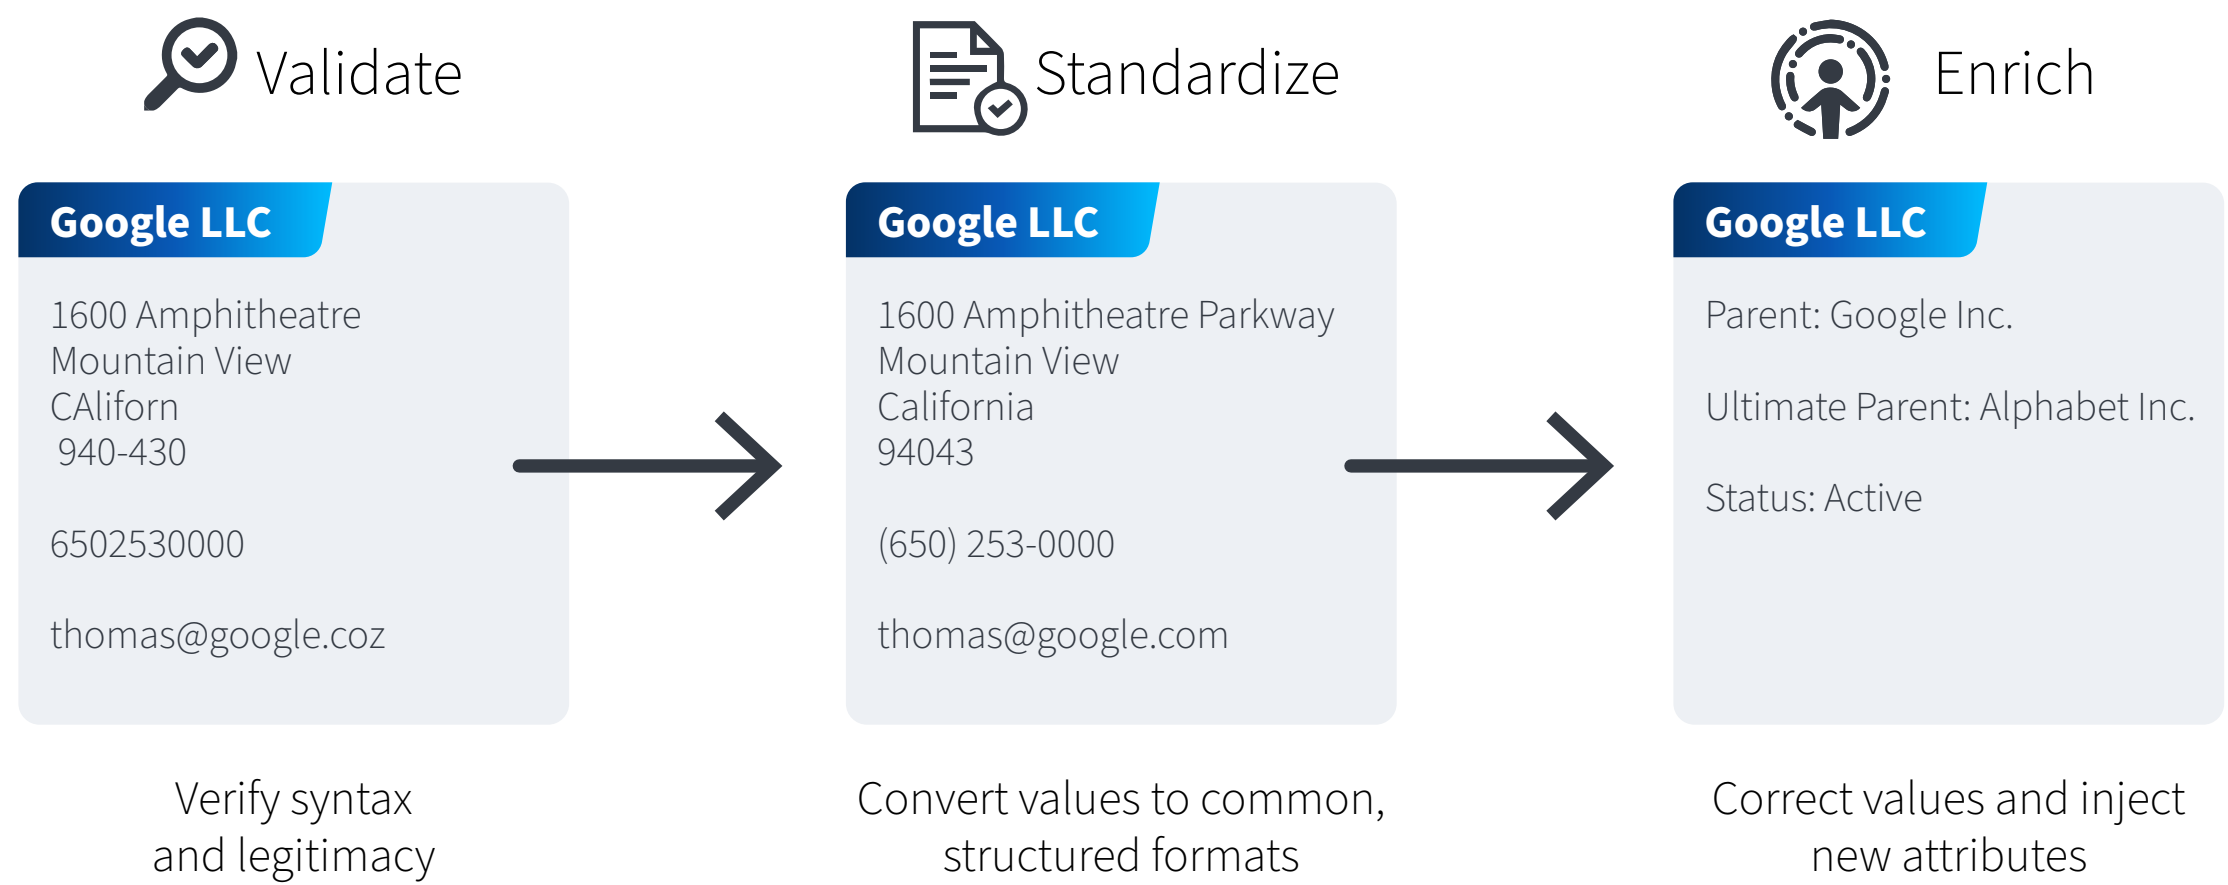 Validate
Google LLC
1600 Amphitheatre
Mountain View
CAliforn
940-430
6502530000
thomas@google.coz
Verify syntax
and legitimacy
Standardize
Google LLC
1600 Amphitheatre Parkway
Mountain View
California
94043
(650) 253-0000
thomas@google.com
Convert values to common,
structured formats
Enrich
Google LLC
Parent: Google Inc.
Ultimate Parent: Alphabet Inc.
Status: Active
Correct values and inject
new attributes